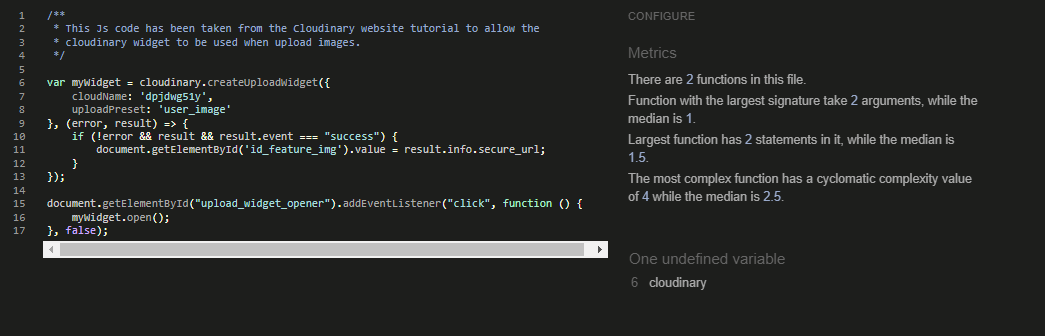 1 /**
2  * This Js code has been taken from the Cloudinary website tutorial to allow the
3  * cloudinary widget to be used when upload images.
4  */
5
6 var myWidget = cloudinary.createUploadWidget({
7     cloudName: 'dpjdwg51y',
8     uploadPreset: 'user_image'
9 }, (error, result) => {
10     if (!error && result && result.event === "success") {
11         document.getElementById('id_feature_img').value = result.info.secure_url;
12     }
13 });
14
15 document.getElementById("upload_widget_opener").addEventListener("click", function () {
16     myWidget.open();
17 }, false);
CONFIGURE
Metrics
There are 2 functions in this file.
Function with the largest signature take 2 arguments, while the
median is 1.
Largest function has 2 statements in it, while the median is
1.5.
The most complex function has a cyclomatic complexity value
of 4 while the median is 2.5.
One undefined variable
6 cloudinary